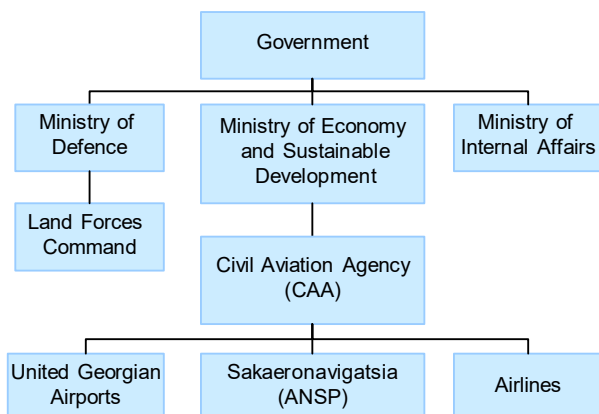 Government
Ministry of
Defence
Ministry of Economy
and Sustainable
Development
Ministry of
Internal Affairs
Land Forces
Command
Civil Aviation Agency
(CAA)
United Georgian
Airports
Sakaeronavigatsia
(ANSP)
Airlines